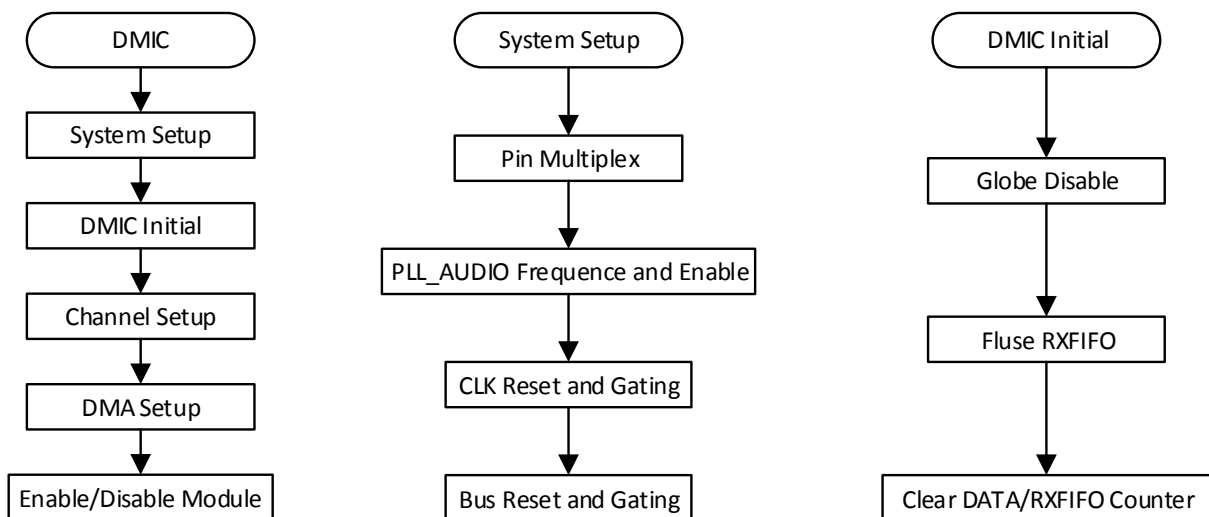 DMIC
System Setup
DMIC Initial
Channel Setup
DMA Setup
Enable/Disable Module
System Setup
Pin Multiplex
PLL_AUDIO Frequence and Enable
CLK Reset and Gating
Bus Reset and Gating
DMIC Initial
Globe Disable
Fluse RXFIFO
Clear DATA/RXFIFO Counter